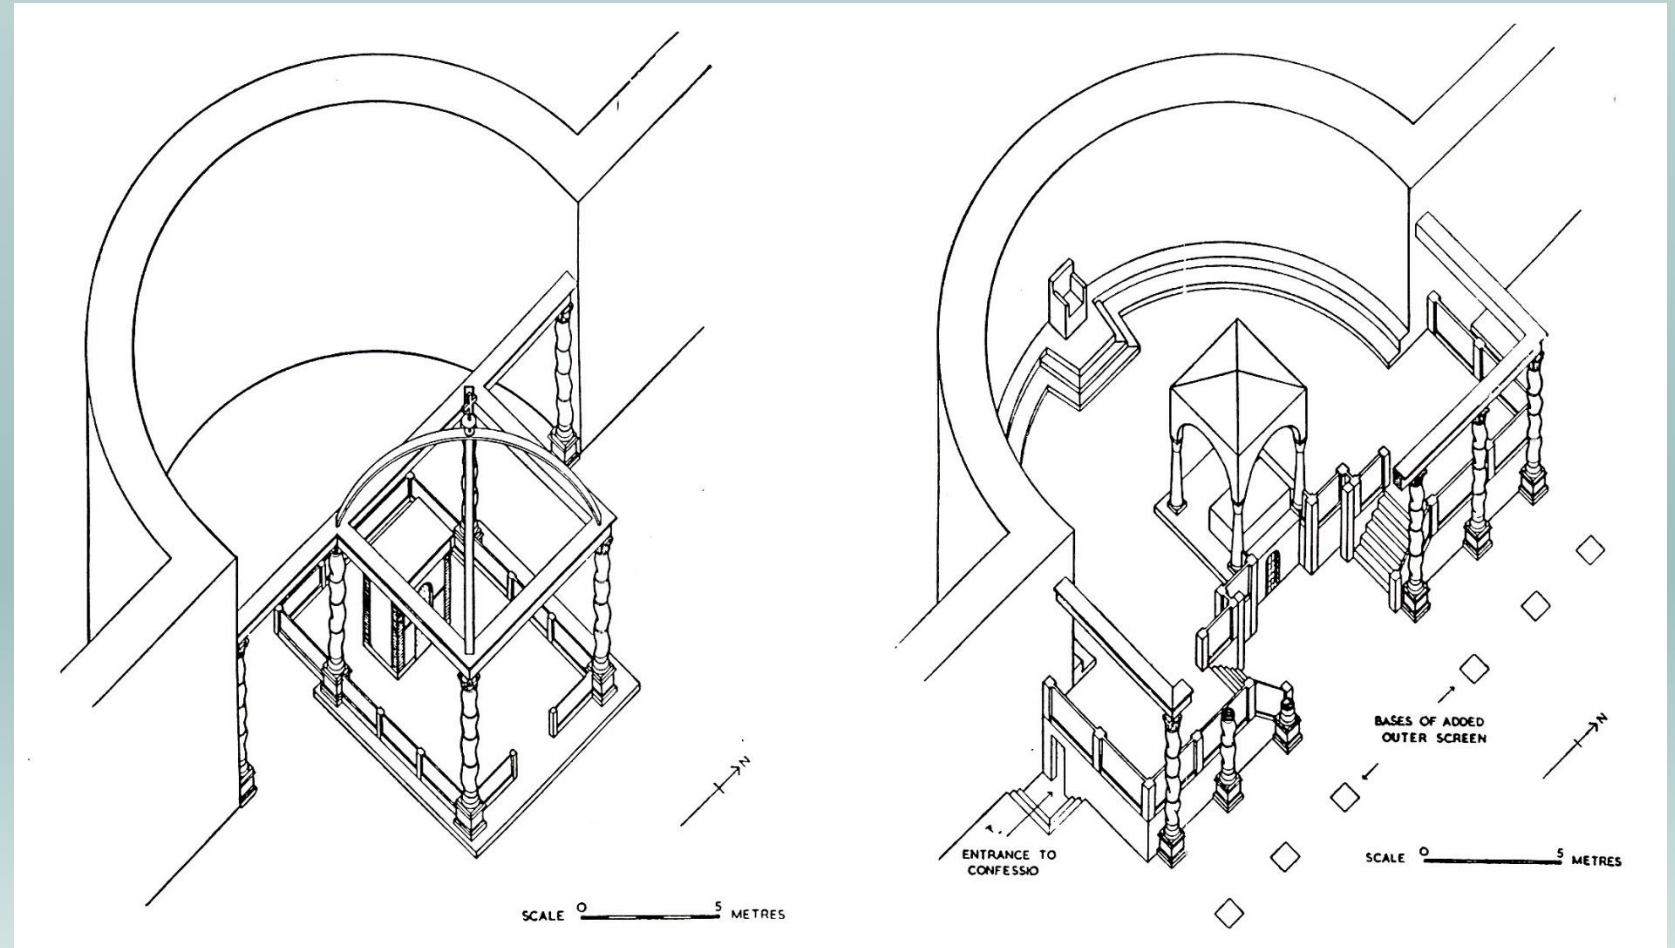 N
SCALE 0 5 METRES
BASES OF ADDED
OUTER SCREEN
N
ENTRANCE TO
CONFESSIO
SCALE 0 5 METRES